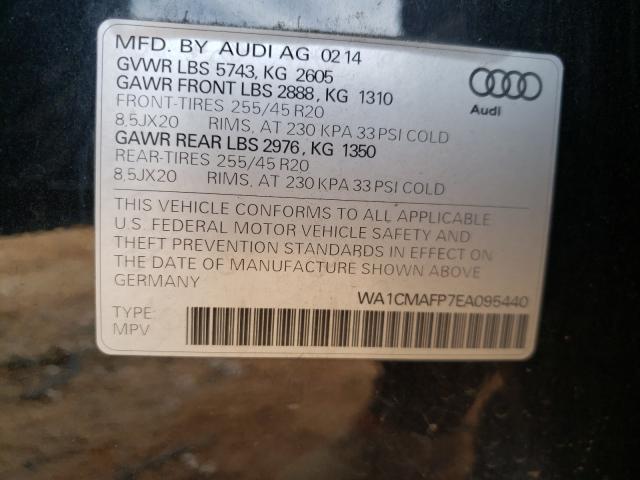 MFD. BY AUDI AG 02 14
GVWR LBS 5743, KG 2605
GAWR FRONT LBS 2888, KG 1310
FRONT-TIRES 255/45 R20
8,5JX20 RIMS, AT 230 KPA 33 PSI COLD
GAWR REAR LBS 2976, KG 1350
REAR-TIRES 255/45 R20
8,5JX20 RIMS, AT 230 KPA 33 PSI COLD
Audi
THIS VEHICLE CONFORMS TO ALL APPLICABLE
U.S. FEDERAL MOTOR VEHICLE SAFETY AND
THEFT PREVENTION STANDARDS IN EFFECT ON
THE DATE OF MANUFACTURE SHOWN ABOVE
GERMANY
WA1CMAFP7EA095440
TYPE:
MPV